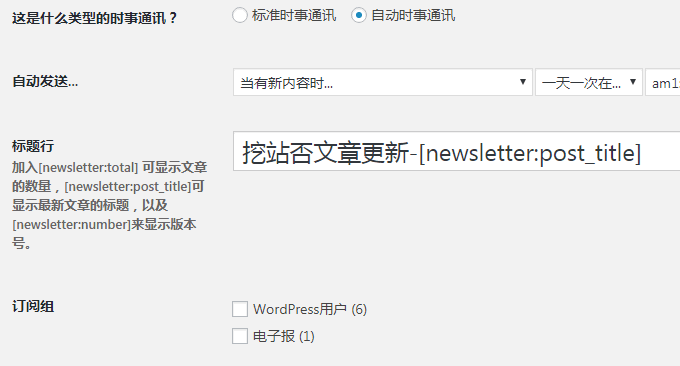 这是什么类型的时事通讯？ 标准时事通讯 自动时事通讯
自动发送... 当有新内容时... 一天一次在...
标题行
挖站否文章更新-[newsletter:post_title]
加入[newsletter:total] 可显示文章
的数量，[newsletter:post_title]可
显示最新文章的标题，以及
[newsletter:number]来显示版本
号。
订阅组 WordPress用户 (6)
电子报 (1)